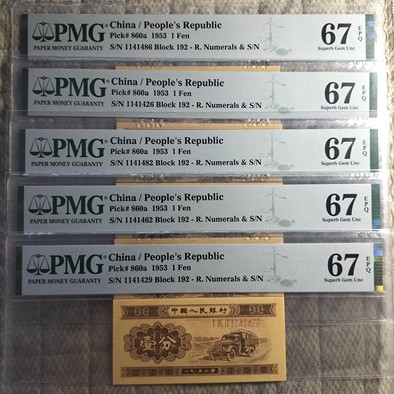 PMG
PAPER MONEY GUARANTY
China / People's Republic
Pick# 860a 1953 1 Fen
S/N 1141486 Block 192 - R. Numerals & S/N
67 EPQ
Superb Gem Unc
PMG
PAPER MONEY GUARANTY
China / People's Republic
Pick# 860a 1953 1 Fen
S/N 1141426 Block 192 - R. Numerals & S/N
67 EPQ
Superb Gem Unc
PMG
PAPER MONEY GUARANTY
China / People's Republic
Pick# 860a 1953 1 Fen
S/N 1141482 Block 192 - R. Numerals & S/N
67 EPQ
Superb Gem Unc
PMG
PAPER MONEY GUARANTY
China / People's Republic
Pick# 860a 1953 1 Fen
S/N 1141462 Block 192 - R. Numerals & S/N
67 EPQ
Superb Gem Unc
PMG
PAPER MONEY GUARANTY
China / People's Republic
Pick# 860a 1953 1 Fen
S/N 1141429 Block 192 - R. Numerals & S/N
67 EPQ
Superb Gem Unc
中国人民银行
壹分